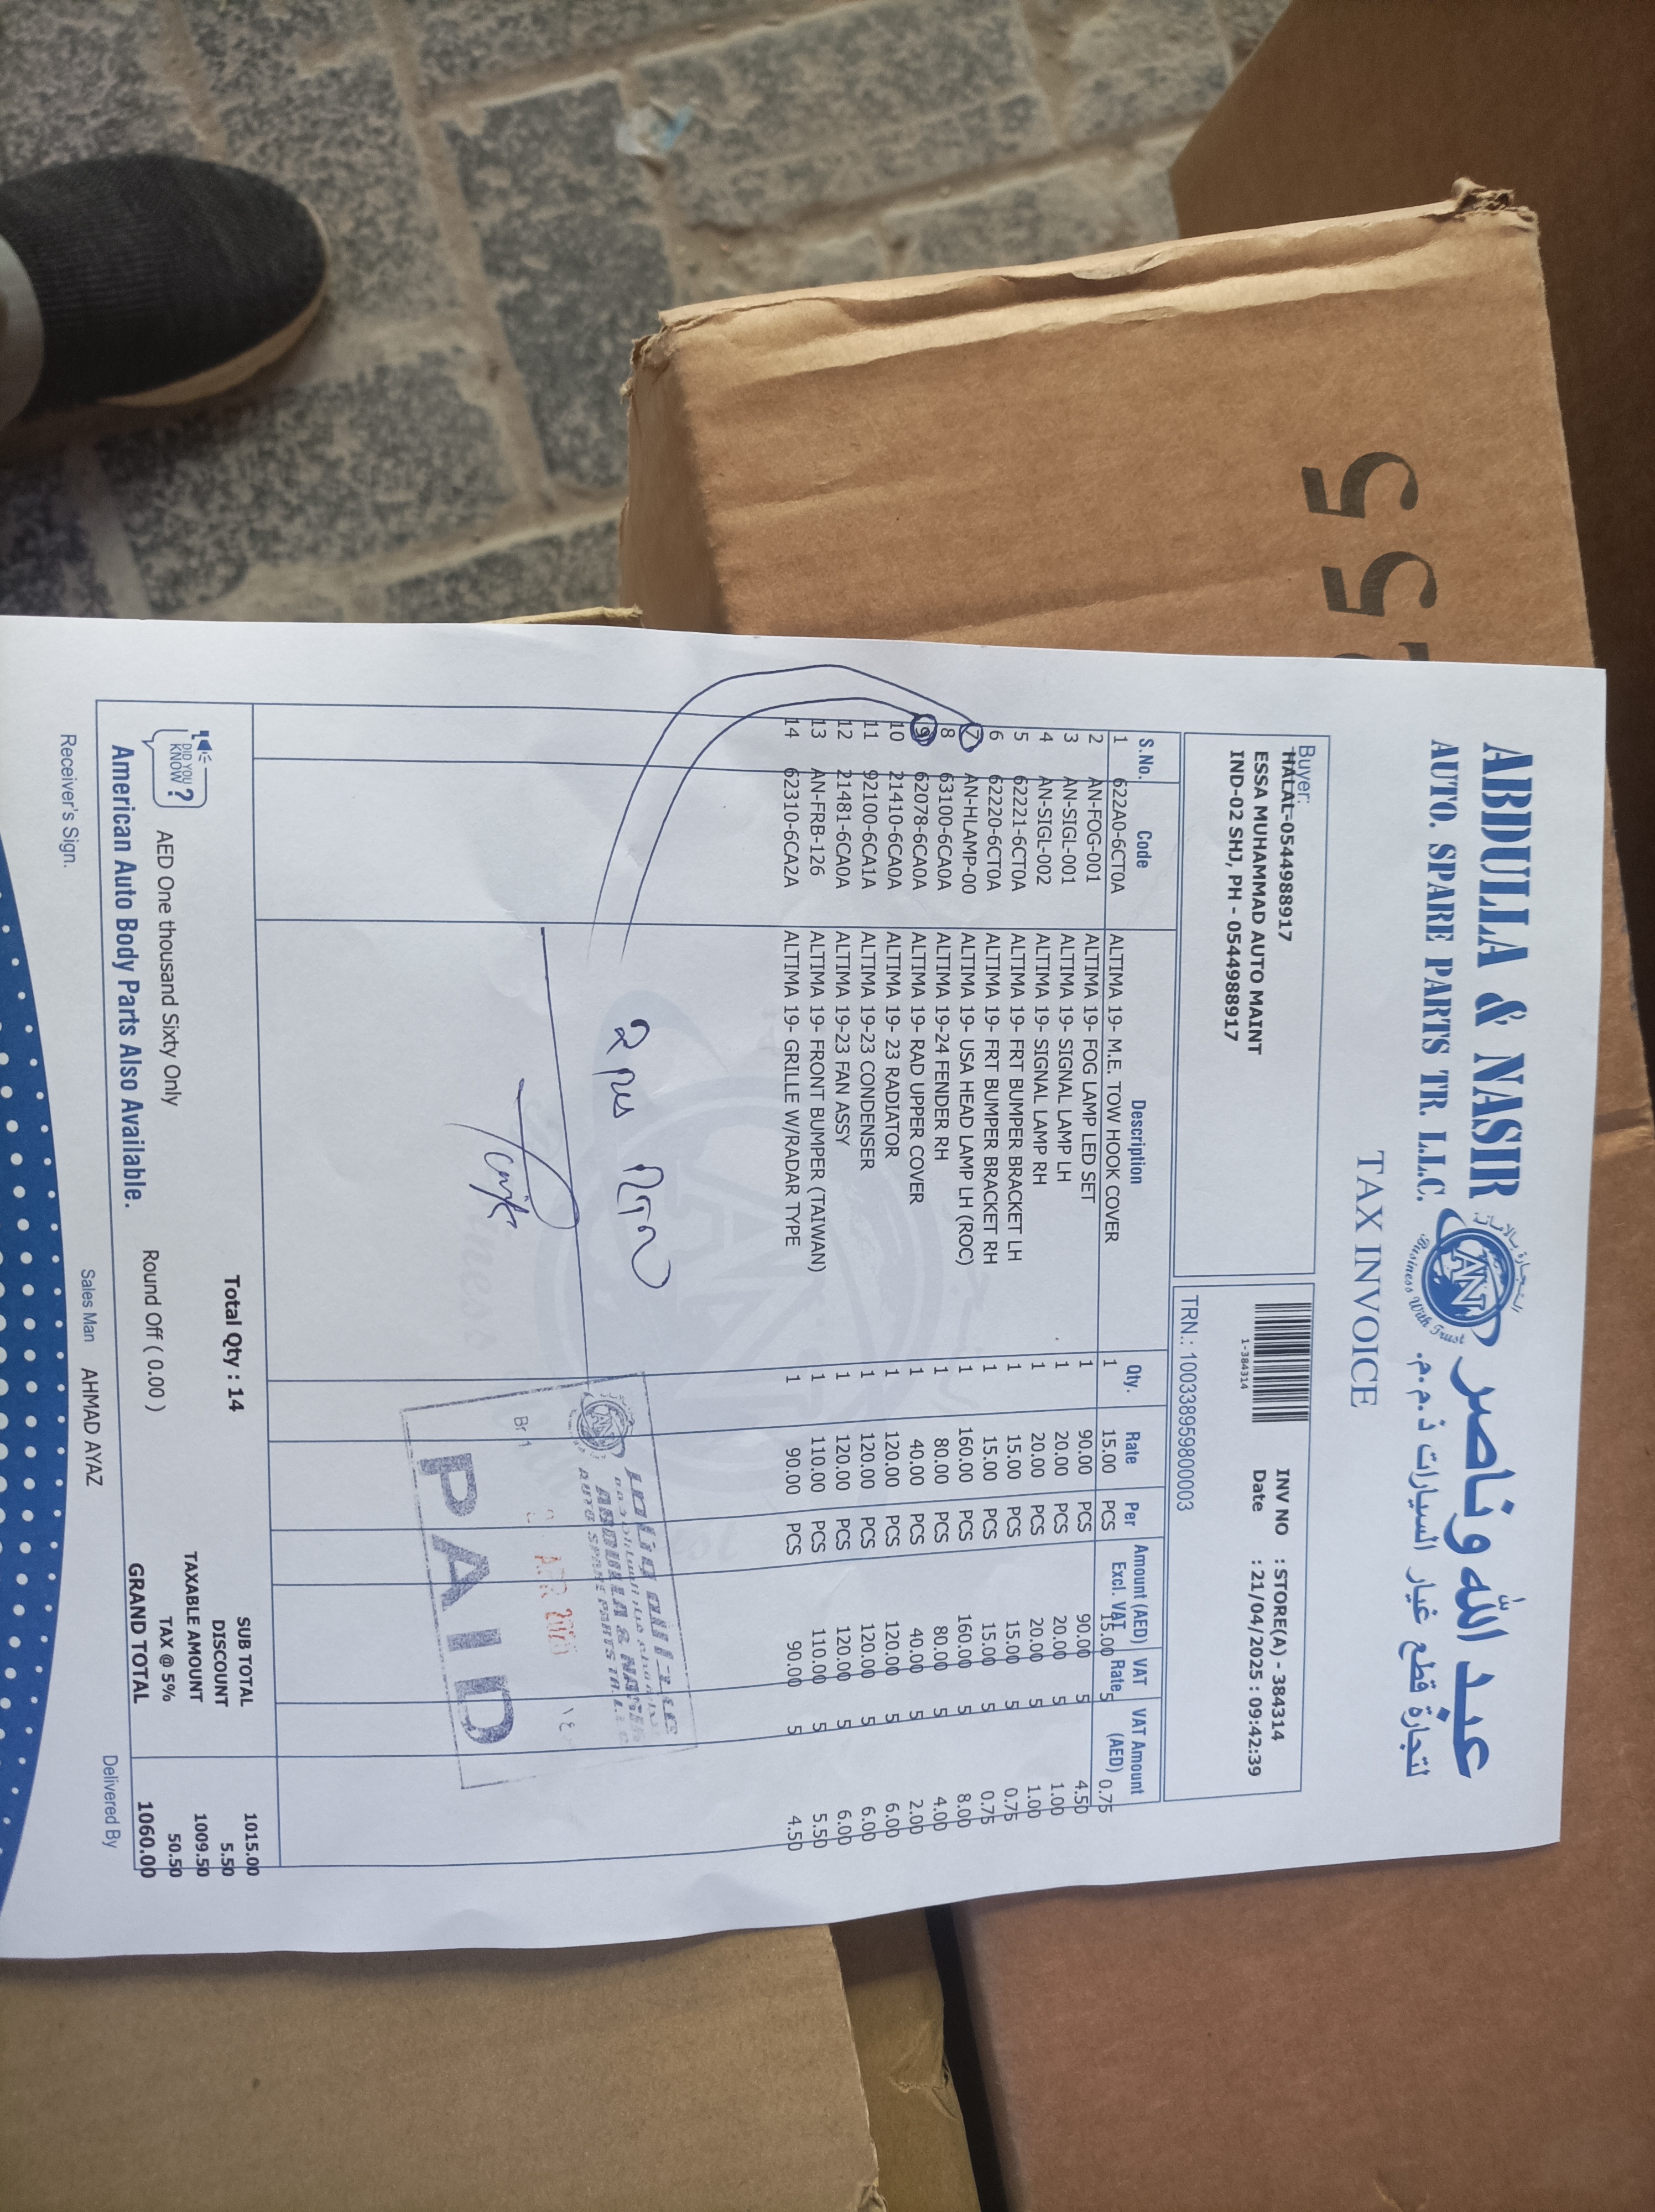 55
55
ABDULLA & NASIR
AUTO. SPARE PARTS TR. L.L.C.
عبد الله وناصر
لتجارة قطع غيار السيارات ذ.م.م.
التجارة بالأمانة
AN
Business With Trust
TAX INVOICE
Buyer:
HALAL-0544988917
ESSA MUHAMMAD AUTO MAINT
IND-02 SHJ, PH - 0544988917
1-384314
INV NO : STORE(A) - 384314
Date : 21/04/2025 : 09:42:39
TRN.: 100338959800003
S.No. Code Description Qty. Rate Per Amount (AED) Excl. VAT VAT Rate VAT Amount (AED)
1 622A0-6CT0A ALTIMA 19- M.E. TOW HOOK COVER 1 15.00 PCS 15.00 5 0.75
2 AN-FOG-001 ALTIMA 19- FOG LAMP LED SET 1 90.00 PCS 90.00 5 4.50
3 AN-SIGL-001 ALTIMA 19- SIGNAL LAMP LH 1 20.00 PCS 20.00 5 1.00
4 AN-SIGL-002 ALTIMA 19- SIGNAL LAMP RH 1 20.00 PCS 20.00 5 1.00
5 62221-6CT0A ALTIMA 19- FRT BUMPER BRACKET LH 1 15.00 PCS 15.00 5 0.75
6 62220-6CT0A ALTIMA 19- FRT BUMPER BRACKET RH 1 15.00 PCS 15.00 5 0.75
7 AN-HLAMP-00 ALTIMA 19- USA HEAD LAMP LH (ROC) 1 160.00 PCS 160.00 5 8.00
8 63100-6CA0A ALTIMA 19-24 FENDER RH 1 80.00 PCS 80.00 5 4.00
9 62078-6CA0A ALTIMA 19- RAD UPPER COVER 1 40.00 PCS 40.00 5 2.00
10 21410-6CA0A ALTIMA 19- 23 RADIATOR 1 120.00 PCS 120.00 5 6.00
11 92100-6CA1A ALTIMA 19-23 CONDENSER 1 120.00 PCS 120.00 5 6.00
12 21481-6CA0A ALTIMA 19-23 FAN ASSY 1 120.00 PCS 120.00 5 6.00
13 AN-FRB-126 ALTIMA 19- FRONT BUMPER (TAIWAN) 1 110.00 PCS 110.00 5 5.50
14 62310-6CA2A ALTIMA 19- GRILLE W/RADAR TYPE 1 90.00 PCS 90.00 5 4.50
2 pcs
ABDULLA & NASIR
AUTO SPARE PARTS TR. L.L.C
Br 1
APR
PAID
Total Qty : 14
SUB TOTAL 1015.00
DISCOUNT 5.50
TAXABLE AMOUNT 1009.50
TAX @ 5% 50.50
GRAND TOTAL 1060.00
DID YOU KNOW?
AED One thousand Sixty Only
Round Off ( 0.00 )
American Auto Body Parts Also Available.
Receiver's Sign.
Sales Man AHMAD AYAZ
Delivered By